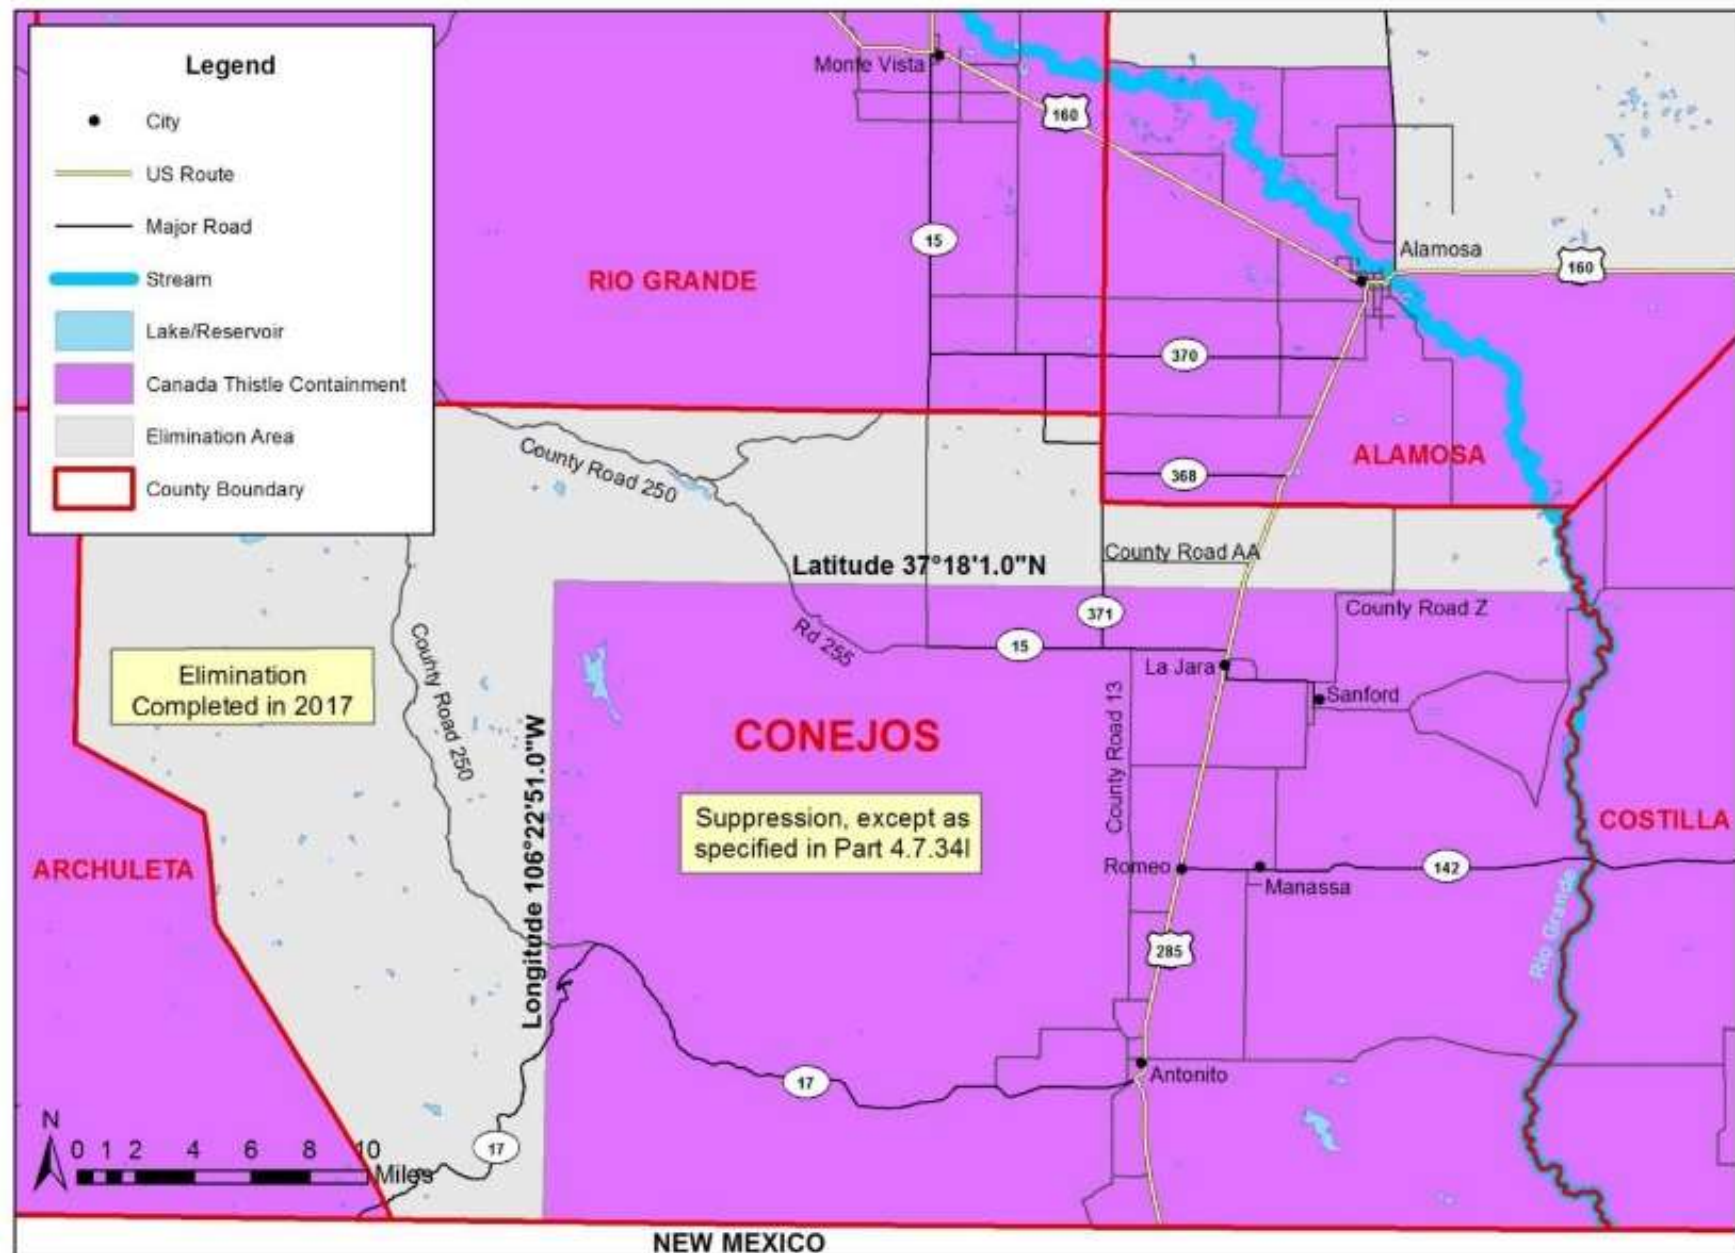 Legend
City
US Route
Major Road
Stream
Lake/Reservoir
Canada Thistle Containment
Elimination Area
County Boundary
Monte Vista
160
15
RIO GRANDE
Alamosa
160
370
368
ALAMOSA
County Road 250
County Road AA
Latitude 37°18'1.0"N
371
County Road Z
Rd 255
15
La Jara
Sanford
County Road 250
Elimination
Completed in 2017
Longitude 106°22'51.0"W
CONEJOS
County Road 13
Suppression, except as
specified in Part 4.7.34I
COSTILLA
ARCHULETA
Romeo
142
Manassa
285
Rio Grande
17
Antonito
17
N
0 1 2 4 6 8 10
Miles
NEW MEXICO